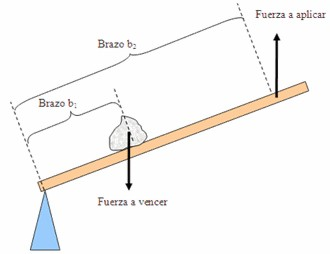 Fuerza a aplicar
Brazo b₂
Brazo b₁
Fuerza a vencer